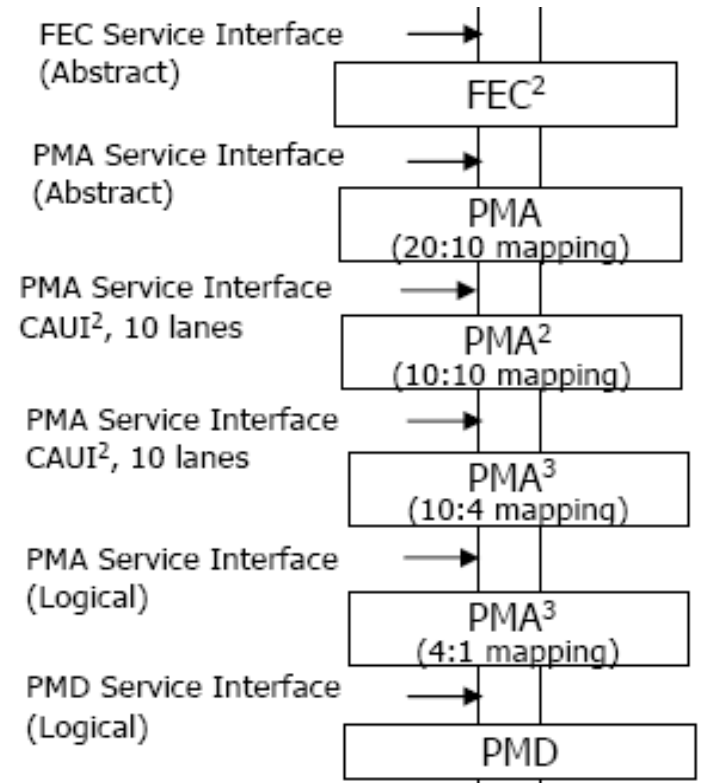 FEC Service Interface
(Abstract)
FEC²
PMA Service Interface
(Abstract)
PMA
(20:10 mapping)
PMA Service Interface
CAUI², 10 lanes
PMA²
(10:10 mapping)
PMA Service Interface
CAUI², 10 lanes
PMA³
(10:4 mapping)
PMA Service Interface
(Logical)
PMA³
(4:1 mapping)
PMD Service Interface
(Logical)
PMD